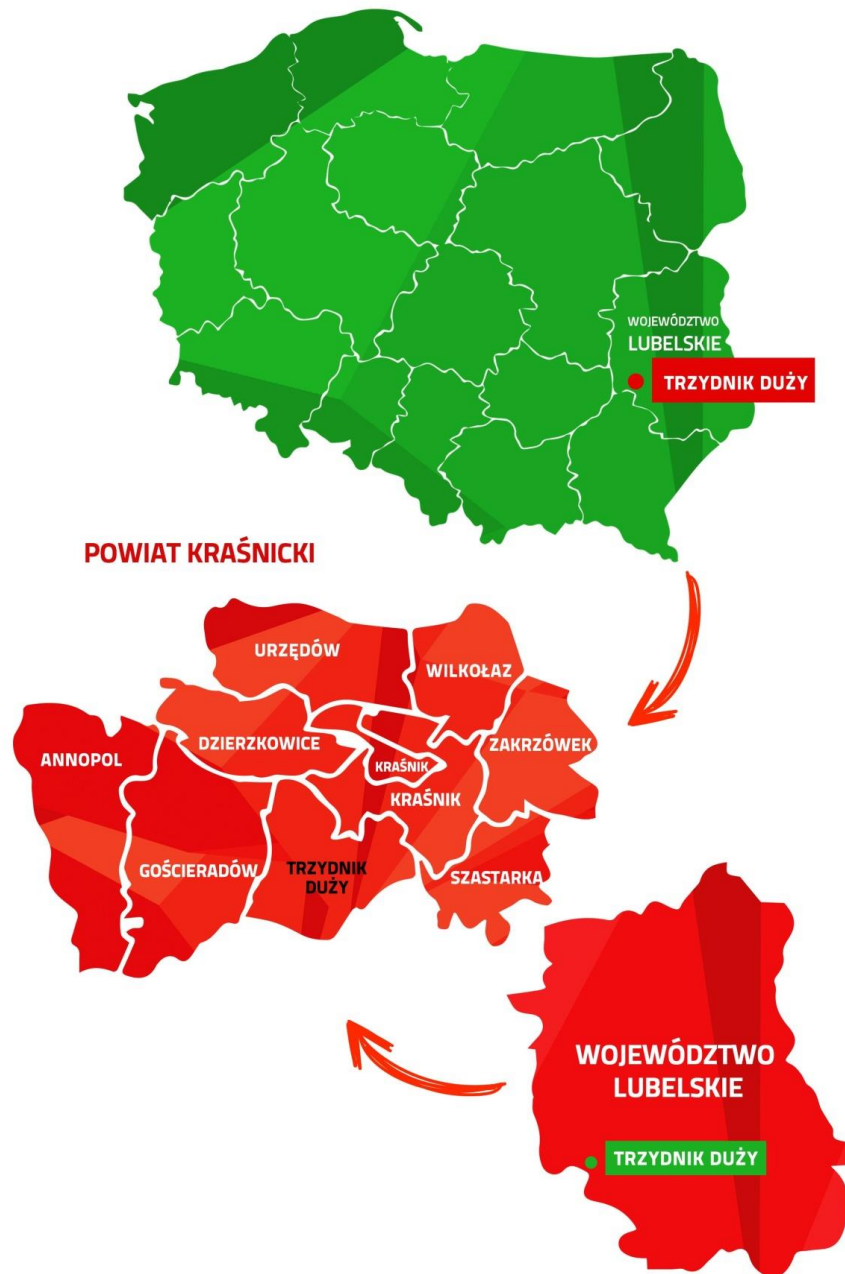 WOJEWÓDZTWO
LUBELSKIE
TRZYDNIK DUŻY
POWIAT KRAŚNICKI
URZĘDÓW
WILKOŁAZ
DZIERZKOWICE
ZAKRZÓWEK
ANNOPOL
KRAŚNIK
KRAŚNIK
GOŚCIERADÓW
TRZYDNIK
DUŻY
SZASTARKA
WOJEWÓDZTWO
LUBELSKIE
TRZYDNIK DUŻY